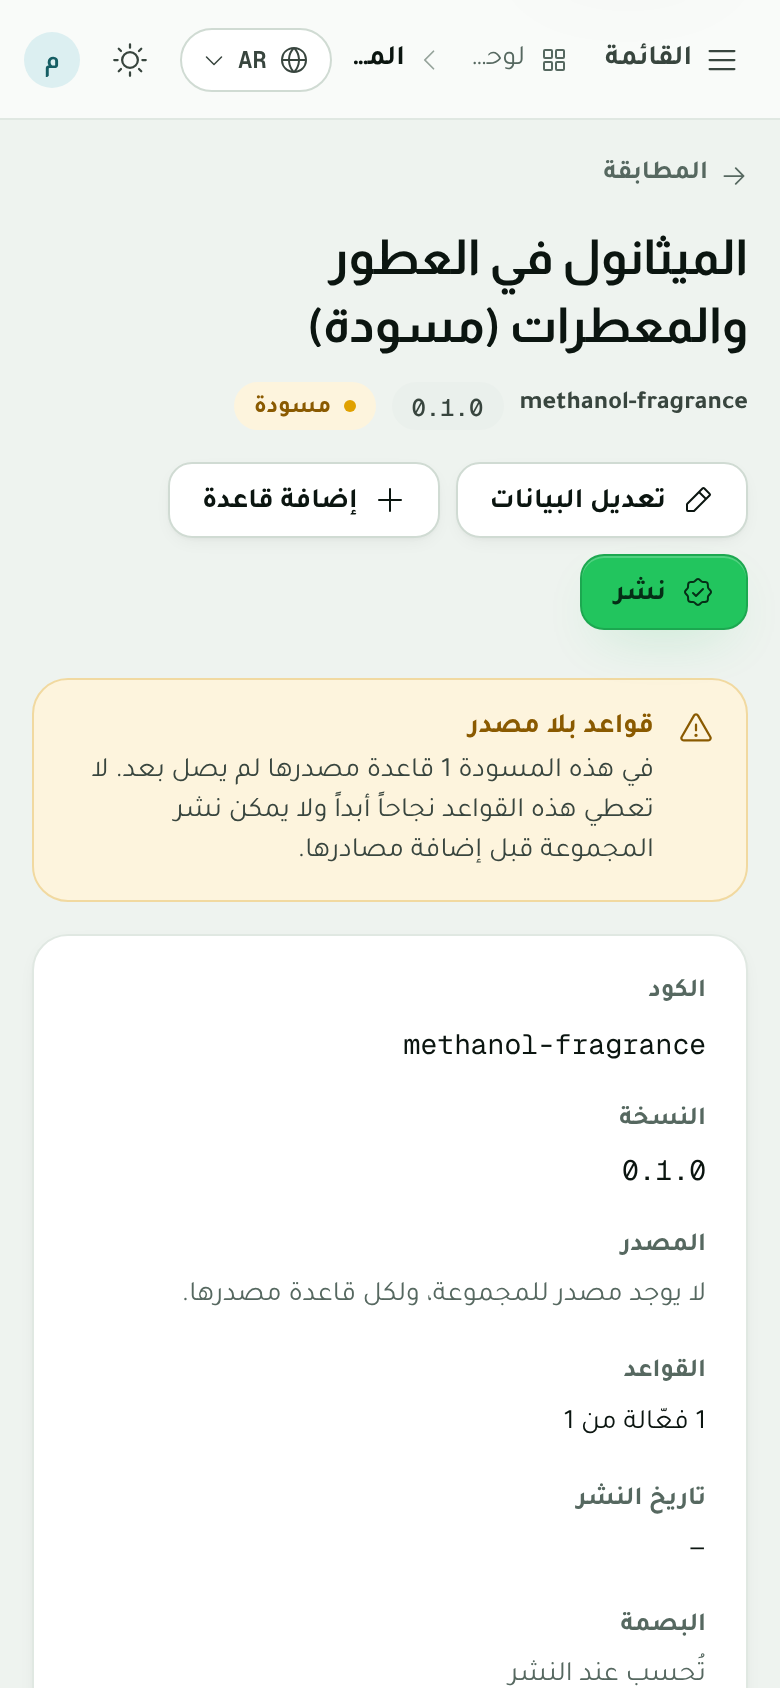 القائمة
لوحـ...
المـ...
AR
م
المطابقة
الميثانول في العطور
والمعطرات (مسودة)
methanol-fragrance
0.1.0
مسودة
تعديل البيانات
إضافة قاعدة
نشر
قواعد بلا مصدر
في هذه المسودة 1 قاعدة مصدرها لم يصل بعد. لا
تعطي هذه القواعد نجاحاً أبداً ولا يمكن نشر
المجموعة قبل إضافة مصادرها.
الكود
methanol-fragrance
النسخة
0.1.0
المصدر
لا يوجد مصدر للمجموعة، ولكل قاعدة مصدرها.
القواعد
1 فعّالة من 1
تاريخ النشر
–
البصمة
تُحسب عند النشر